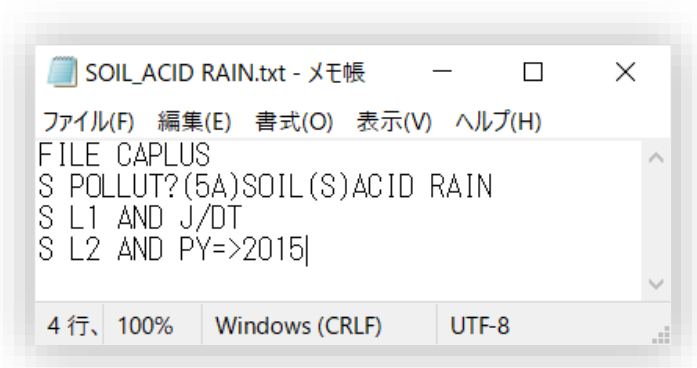 SOIL_ACID RAIN.txt - メモ帳
ファイル(F) 編集(E) 書式(O) 表示(V) ヘルプ(H)
FILE CAPLUS
S POLLUT?(5A)SOIL(S)ACID RAIN
S L1 AND J/DT
S L2 AND PY=>2015
4 行、 100% Windows (CRLF) UTF-8